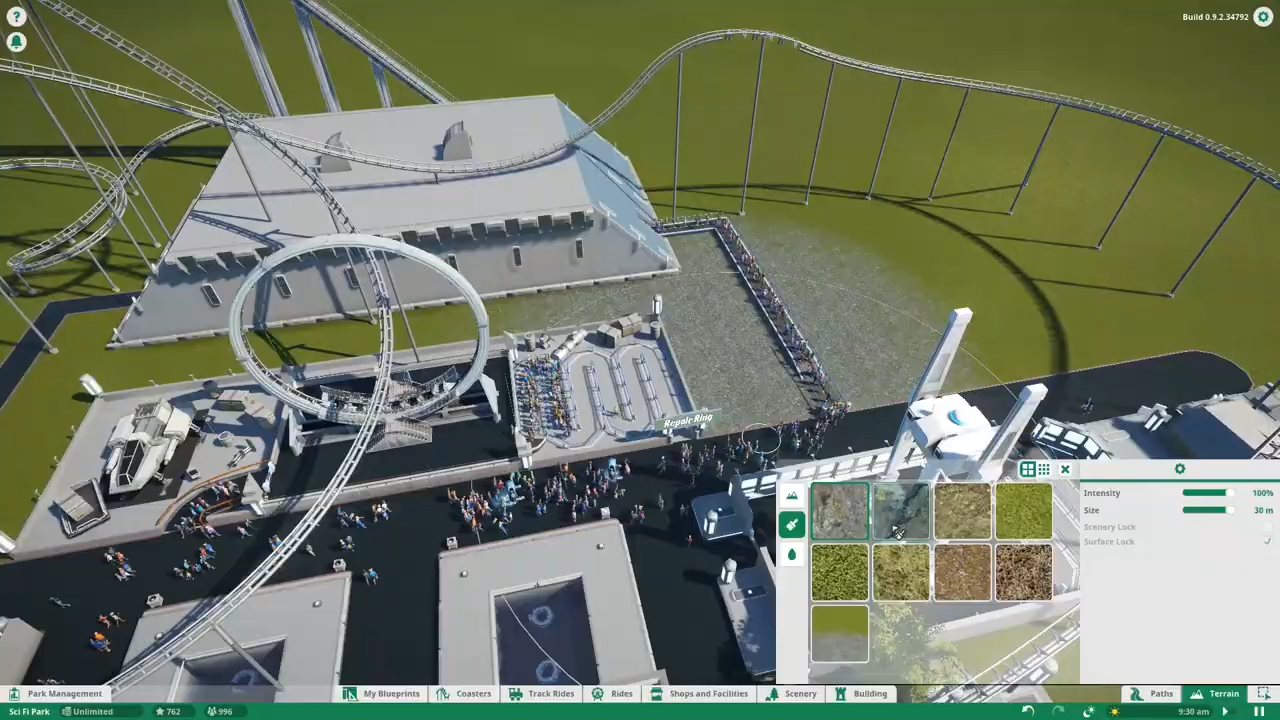 ?
Build 0.9.2.34792
Repair Ring
Intensity 100%
Size 30 m
Scenery Lock
Surface Lock
Park Management
My Blueprints
Coasters
Track Rides
Rides
Shops and Facilities
Scenery
Building
Paths
Terrain
Sci Fi Park
Unlimited
762
996
9:30 am